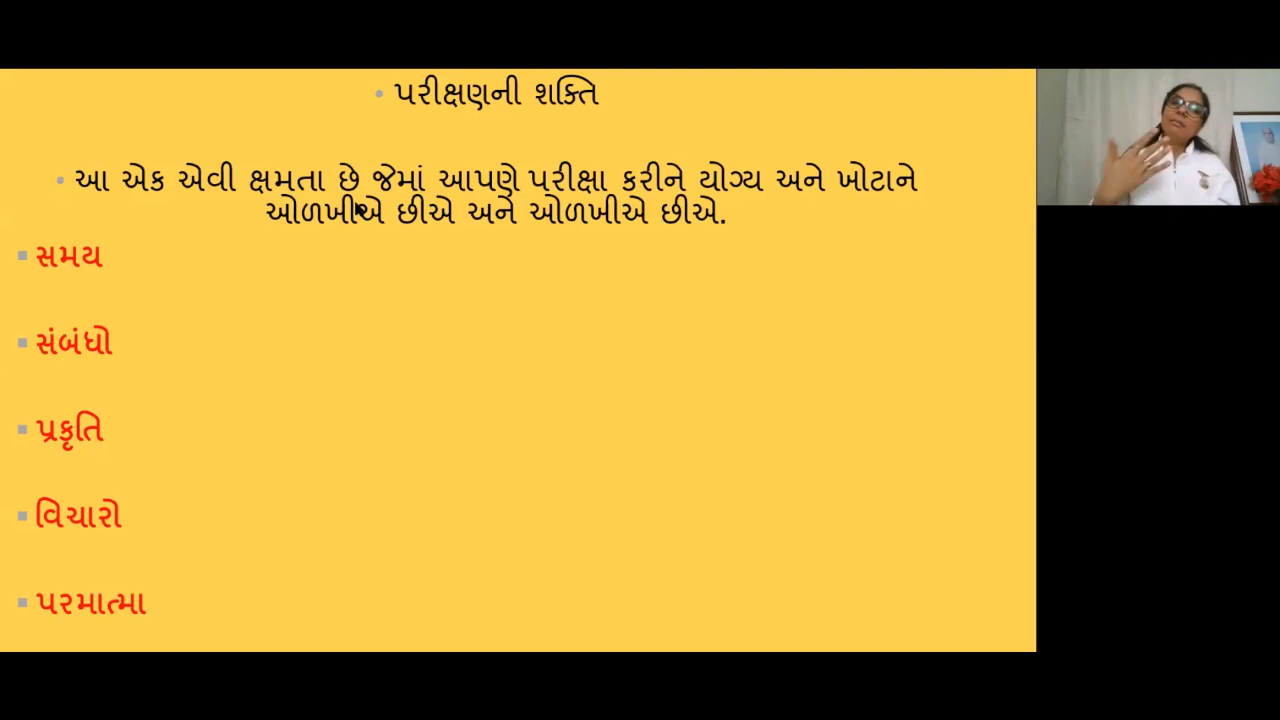 પરીક્ષણની શક્તિ
આ એક એવી ક્ષમતા છે જેમાં આપણે પરીક્ષા કરીને યોગ્ય અને ખોટાને
ઓળખીએ છીએ અને ઓળખીએ છીએ.
સમય
સંબંધો
પ્રકૃતિ
વિચારો
પરમાત્મા